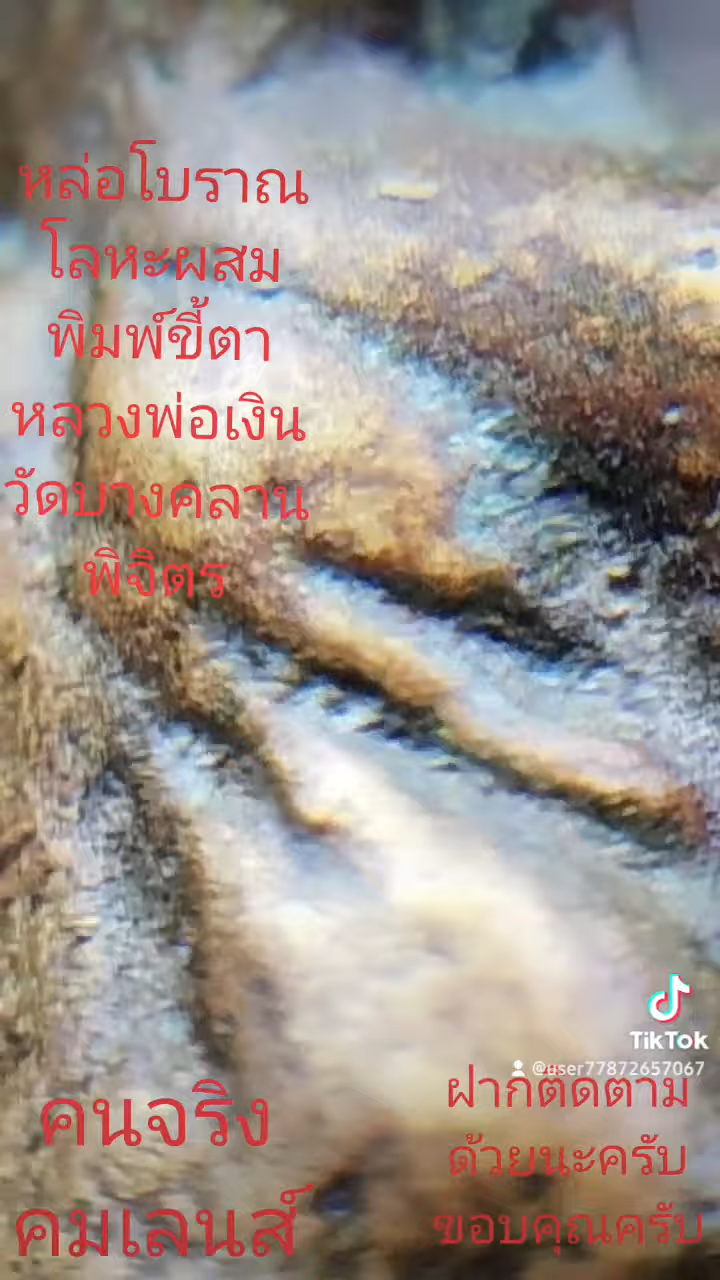 หล่อโบราณ
โลหะผสม
พิมพ์ขี้ตา
หลวงพ่อเงิน
วัดบางคลาน
พิจิตร
TikTok
@user77872657067
ฝากติดตาม
ด้วยนะครับ
ขอบคุณครับ
คนจริง
คมเลนส์